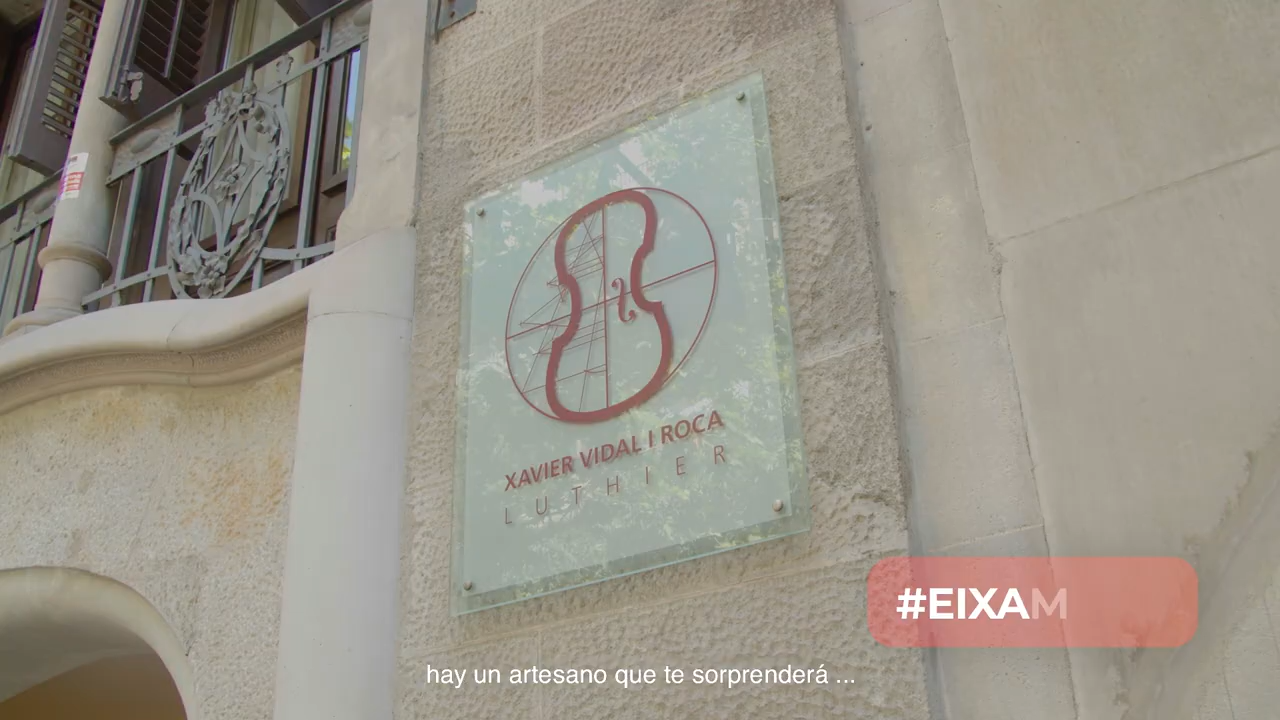 XAVIER VIDAL I ROCA
LUTHIER
#EIXAM
hay un artesano que te sorprenderá ...